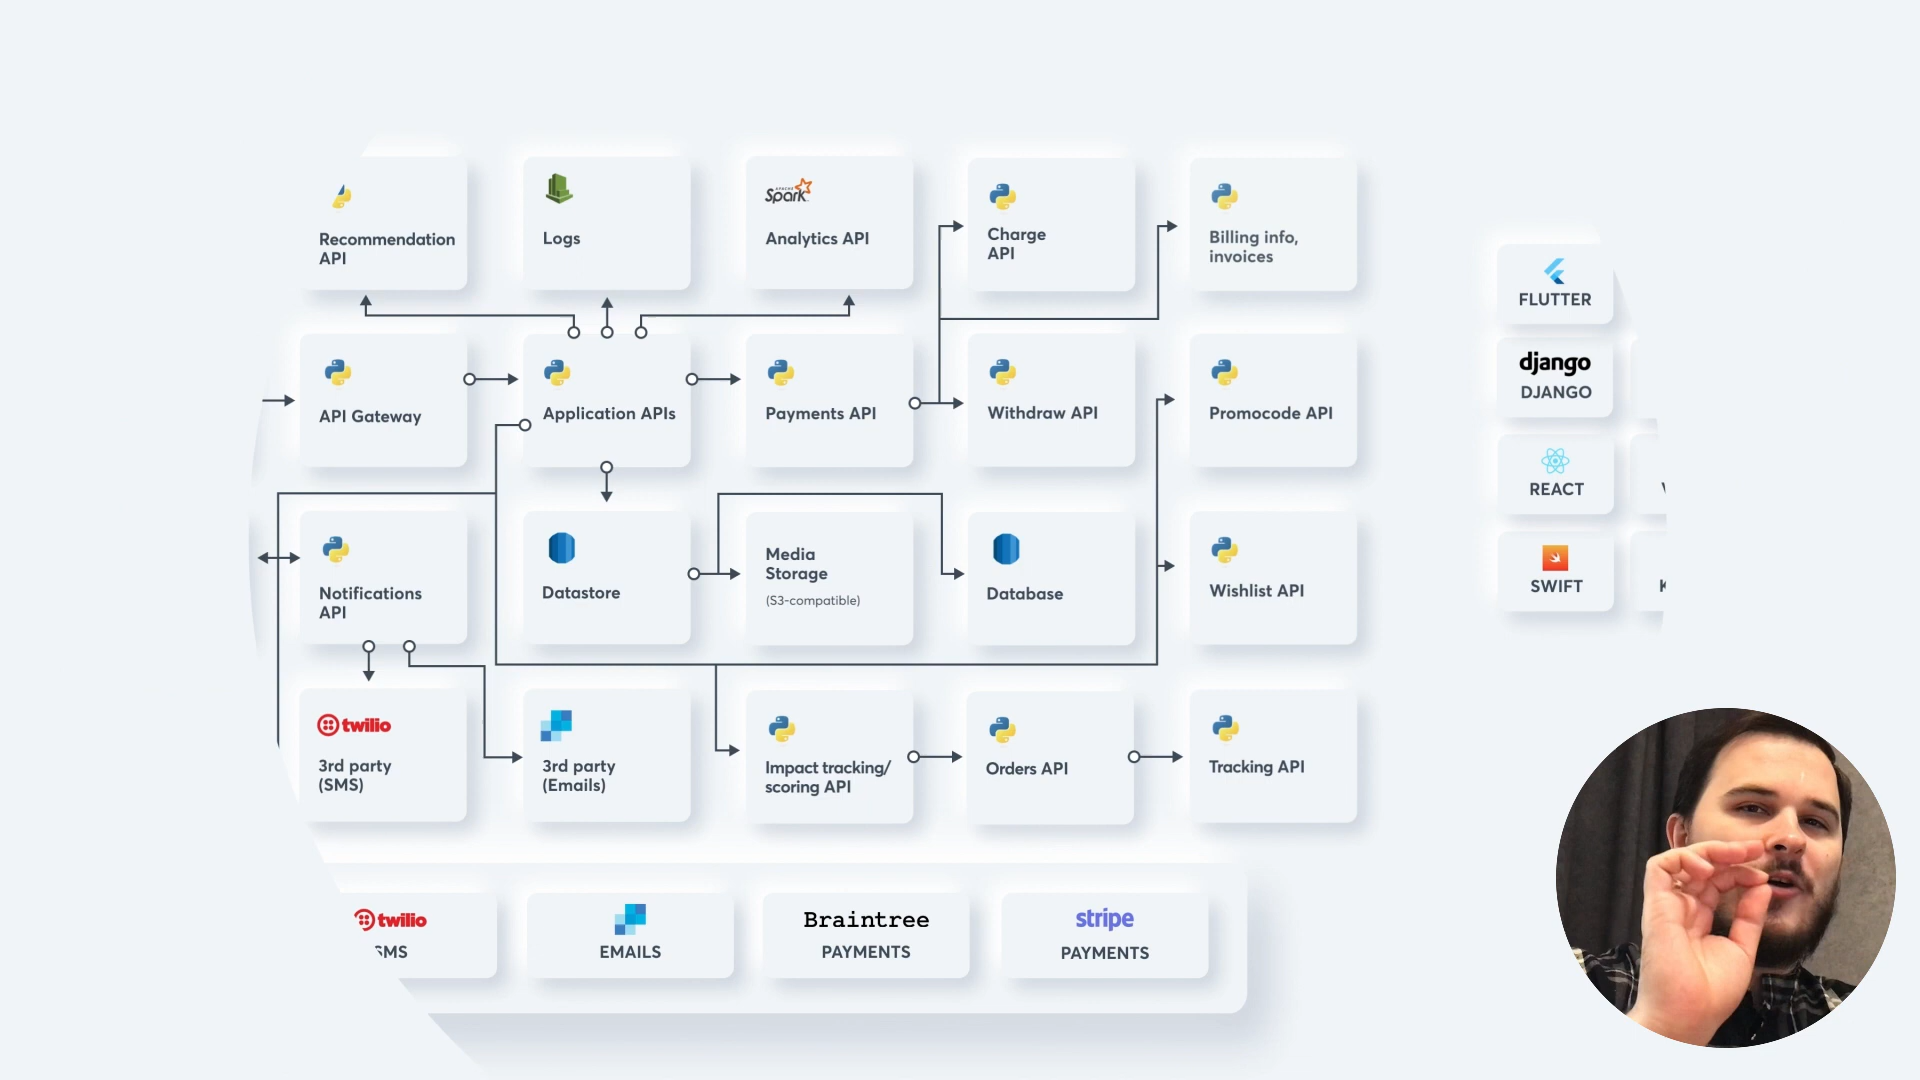 Recommendation
API
Logs
APACHE
Spark
Analytics API
Charge
API
Billing info,
invoices
API Gateway
Application APIs
Payments API
Withdraw API
Promocode API
Notifications
API
Datastore
Media
Storage
(S3-compatible)
Database
Wishlist API
twilio
3rd party
(SMS)
3rd party
(Emails)
Impact tracking/
scoring API
Orders API
Tracking API
twilio
SMS
EMAILS
Braintree
PAYMENTS
stripe
PAYMENTS
FLUTTER
django
DJANGO
REACT
SWIFT